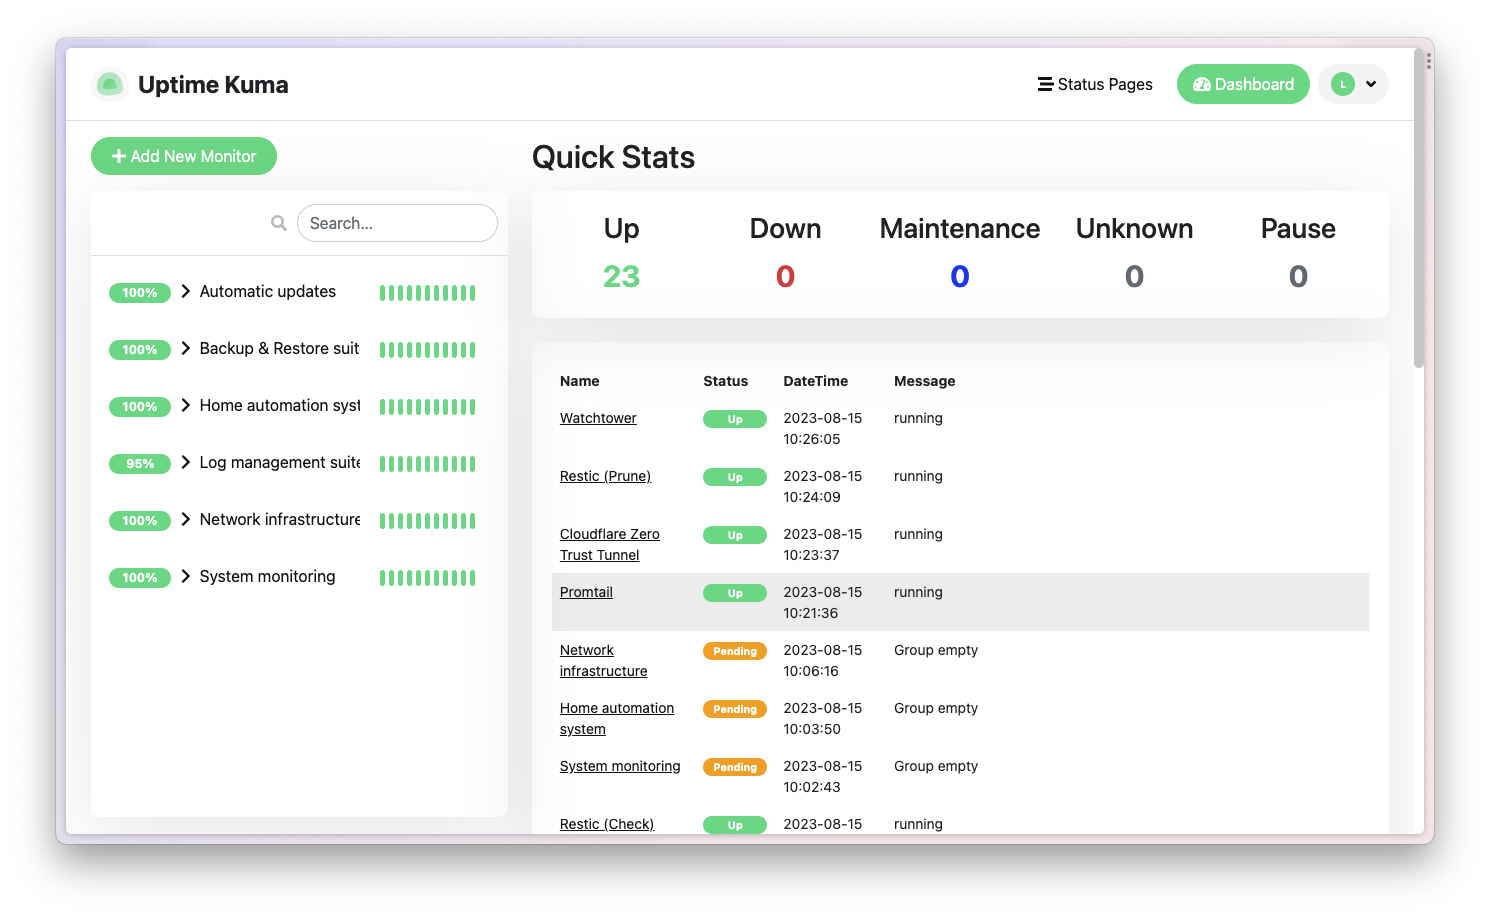 Uptime Kuma
Status Pages
Dashboard
L
Add New Monitor
Search...
100% Automatic updates
100% Backup & Restore suit
100% Home automation syst
95% Log management suite
100% Network infrastructure
100% System monitoring
Quick Stats
Up Down Maintenance Unknown Pause
23 0 0 0 0
Name Status DateTime Message
Watchtower Up 2023-08-15 running
10:26:05
Restic (Prune) Up 2023-08-15 running
10:24:09
Cloudflare Zero Up 2023-08-15 running
Trust Tunnel 10:23:37
Promtail Up 2023-08-15 running
10:21:36
Network Pending 2023-08-15 Group empty
infrastructure 10:06:16
Home automation Pending 2023-08-15 Group empty
system 10:03:50
System monitoring Pending 2023-08-15 Group empty
10:02:43
Restic (Check) Up 2023-08-15 running